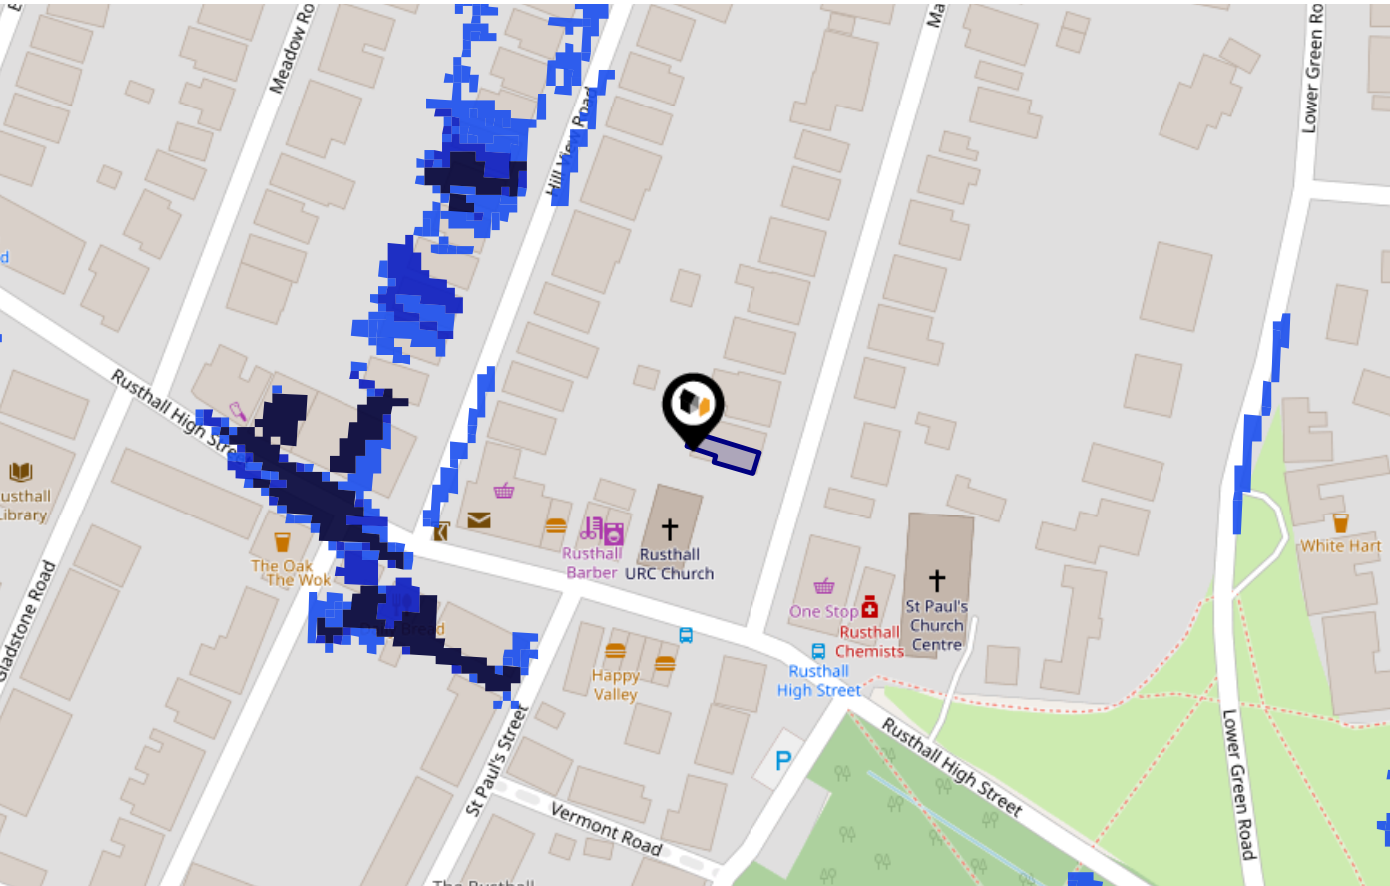 Meadow Ro
Ma
Lower Green Ro
Hill View Road
d
Rusthall High Stre
usthall
Library
The Oak
The Wok
Rusthall
Barber
Rusthall
URC Church
One Stop
Rusthall
Chemists
St Paul's
Church
Centre
White Hart
Gladstone Road
Happy
Valley
Rusthall
High Street
P
St Paul's Street
Vermont Road
Rusthall High Street
Lower Green Road
The Rusthall